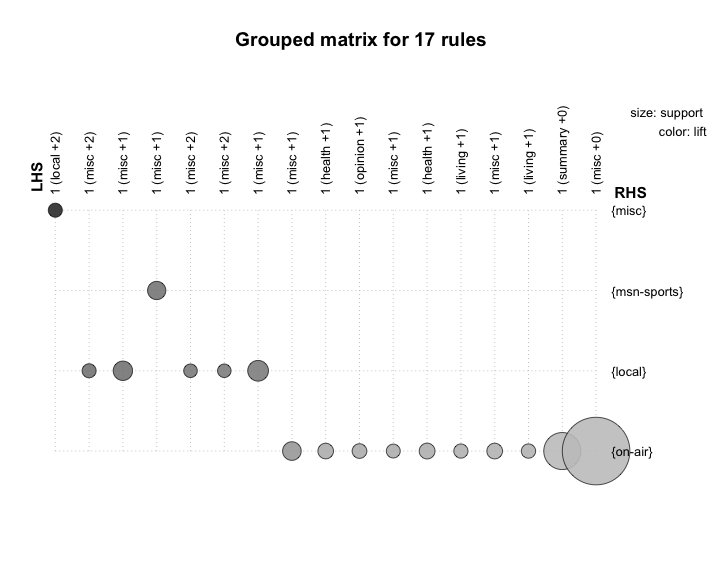 Grouped matrix for 17 rules
size: support
color: lift
LHS
1 (local +2)
1 (misc +2)
1 (misc +1)
1 (misc +1)
1 (misc +2)
1 (misc +2)
1 (misc +1)
1 (misc +1)
1 (health +1)
1 (opinion +1)
1 (misc +1)
1 (health +1)
1 (living +1)
1 (misc +1)
1 (living +1)
1 (summary +0)
1 (misc +0)
RHS
{misc}
{msn-sports}
{local}
{on-air}